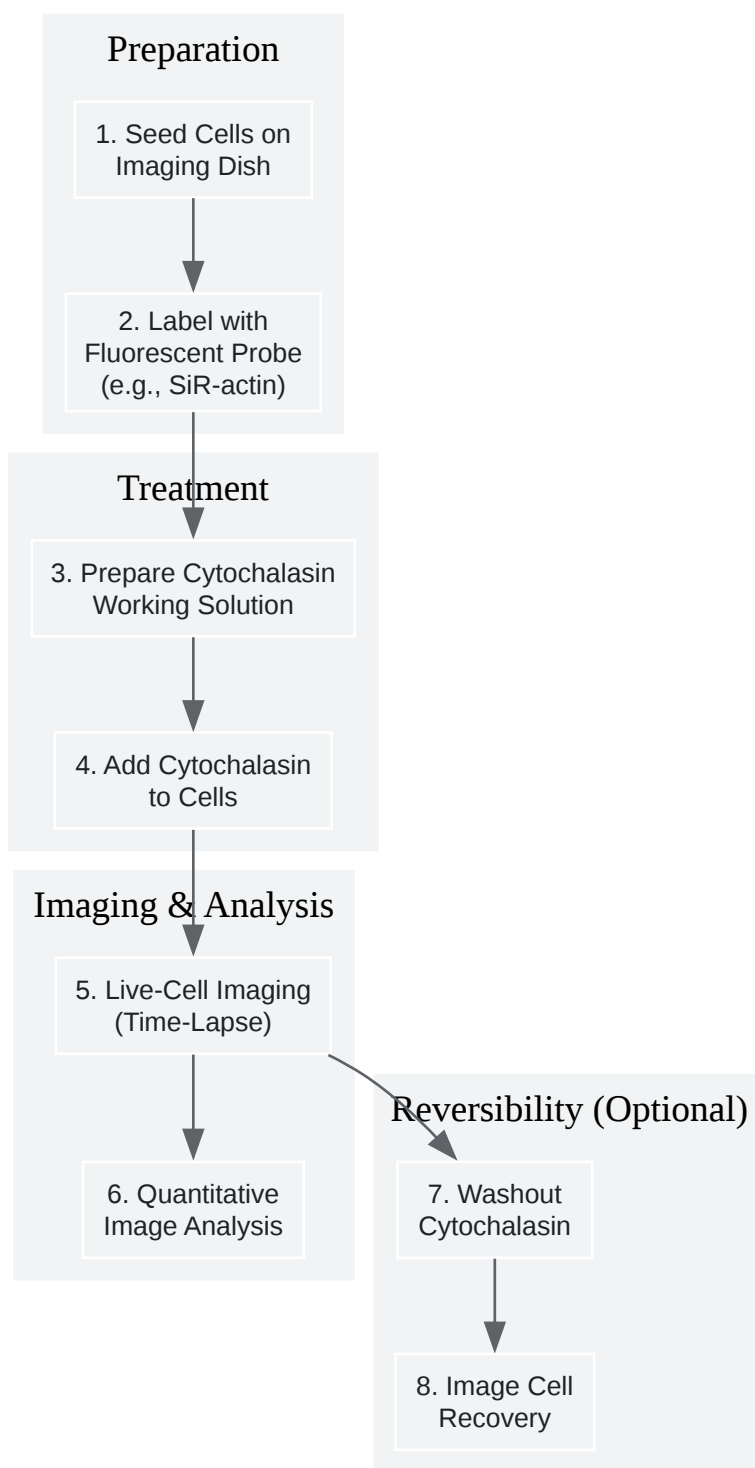 Preparation
1. Seed Cells on
Imaging Dish
2. Label with
Fluorescent Probe
(e.g., SiR-actin)
Treatment
3. Prepare Cytochalasin
Working Solution
4. Add Cytochalasin
to Cells
Imaging & Analysis
5. Live-Cell Imaging
(Time-Lapse)
6. Quantitative
Image Analysis
Reversibility (Optional)
7. Washout
Cytochalasin
8. Image Cell
Recovery